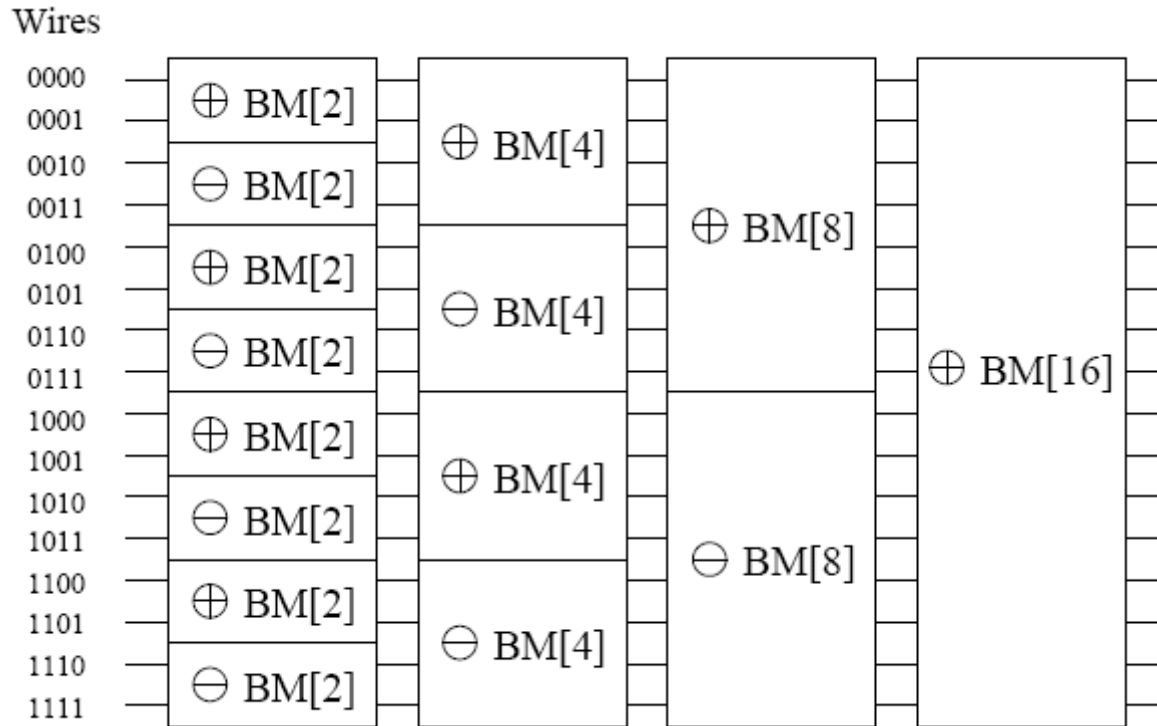 Wires
0000
0001
0010
0011
0100
0101
0110
0111
1000
1001
1010
1011
1100
1101
1110
1111
⊕ BM[2]
⊖ BM[2]
⊕ BM[2]
⊖ BM[2]
⊕ BM[2]
⊖ BM[2]
⊕ BM[2]
⊖ BM[2]
⊕ BM[4]
⊖ BM[4]
⊕ BM[4]
⊖ BM[4]
⊕ BM[8]
⊖ BM[8]
⊕ BM[16]